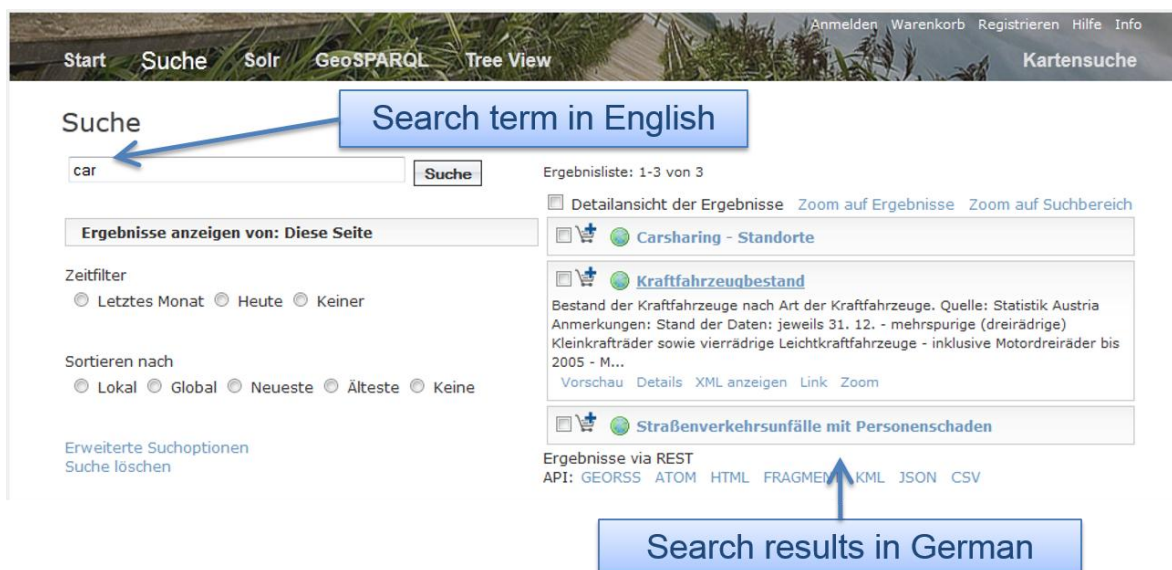 Anmelden Warenkorb Registrieren Hilfe Info
Start Suche Solr GeoSPARQL Tree View Kartensuche
Suche
Search term in English
car
Suche
Ergebnisse anzeigen von: Diese Seite
Zeitfilter
Letztes Monat Heute Keiner
Sortieren nach
Lokal Global Neueste Älteste Keine
Erweiterte Suchoptionen
Suche löschen
Ergebnisliste: 1-3 von 3
Detailansicht der Ergebnisse Zoom auf Ergebnisse Zoom auf Suchbereich
Carsharing - Standorte
Kraftfahrzeugbestand
Bestand der Kraftfahrzeuge nach Art der Kraftfahrzeuge. Quelle: Statistik Austria
Anmerkungen: Stand der Daten: jeweils 31. 12. - mehrspurige (dreirädrige)
Kleinkrafträder sowie vierrädrige Leichtkraftfahrzeuge - inklusive Motordreiräder bis
2005 - M...
Vorschau Details XML anzeigen Link Zoom
Straßenverkehrsunfälle mit Personenschaden
Ergebnisse via REST
API: GEORSS ATOM HTML FRAGMENT KML JSON CSV
Search results in German